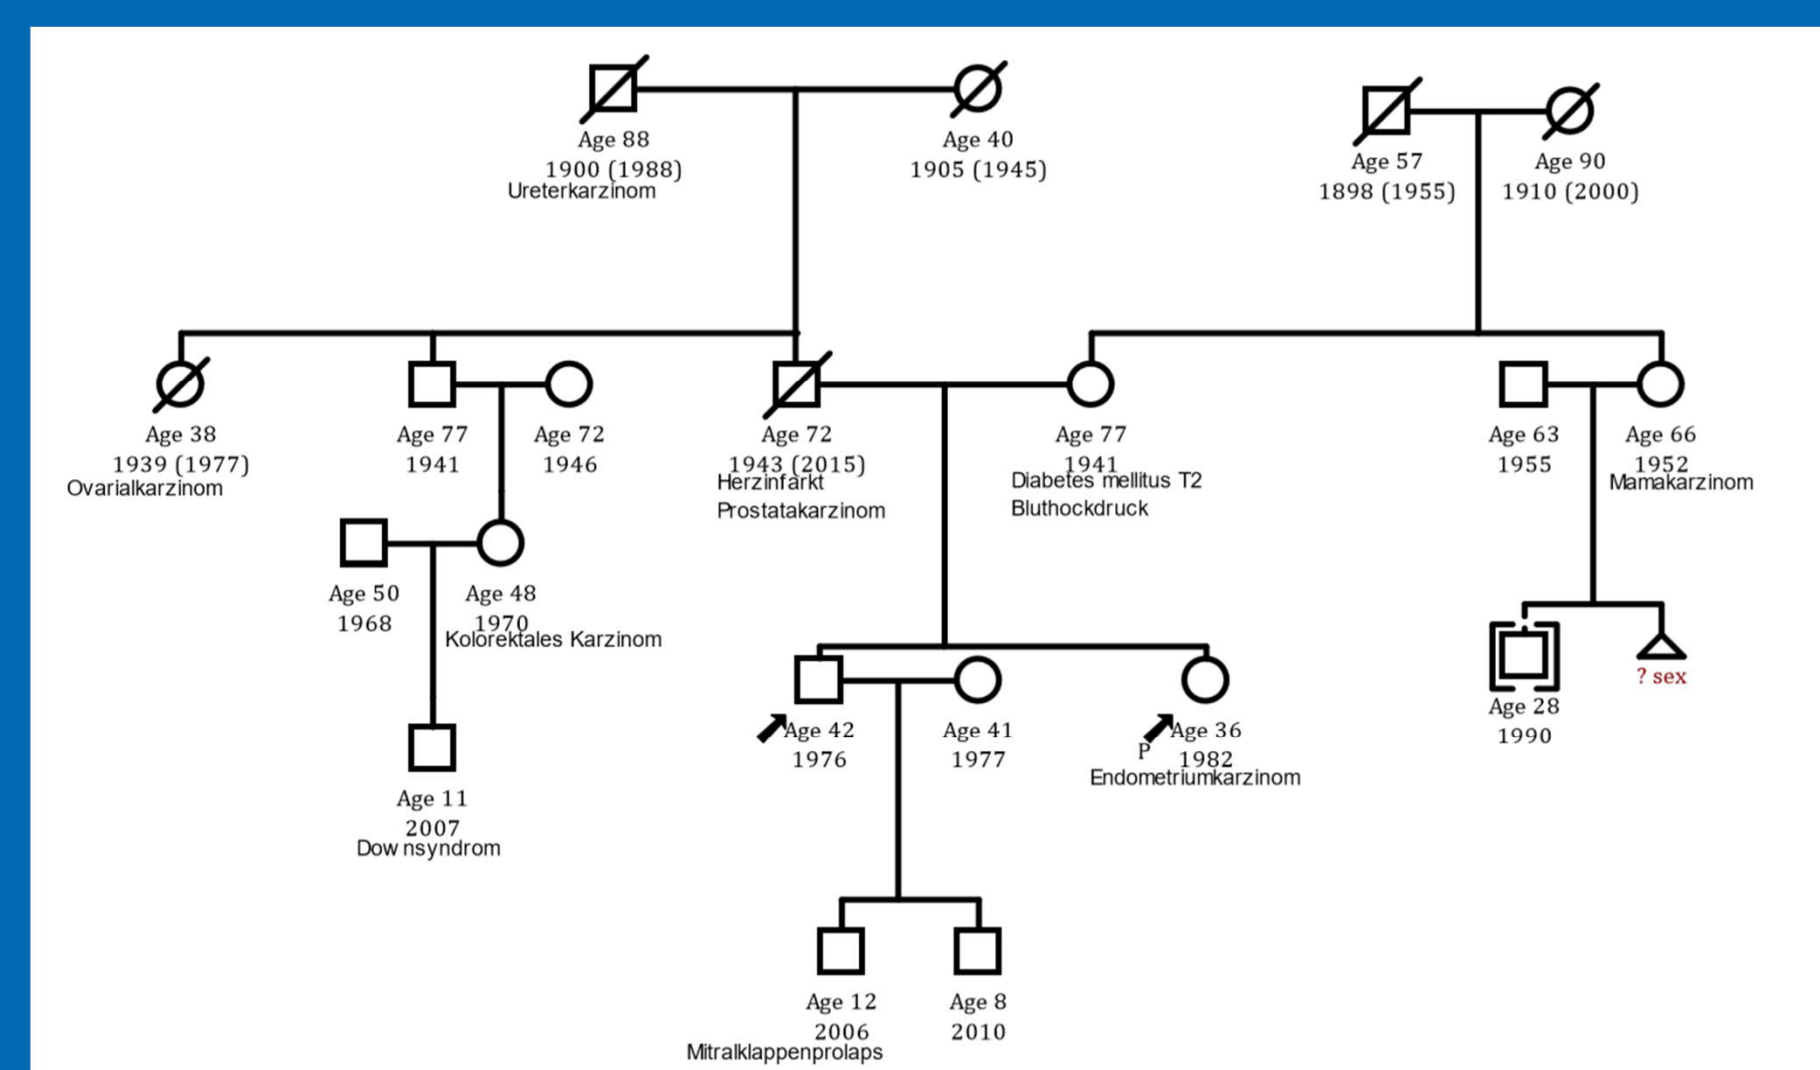 Age 88
1900 (1988)
Ureterkarzinom
Age 40
1905 (1945)
Age 57
1898 (1955)
Age 90
1910 (2000)
Age 38
1939 (1977)
Ovarialkarzinom
Age 77
1941
Age 72
1946
Age 72
1943 (2015)
Herzinfarkt
Prostatakarzinom
Age 77
1941
Diabetes mellitus T2
Bluthockdruck
Age 63
1955
Age 66
1952
Mamakarzinom
Age 50
1968
Age 48
1970
Kolorektales Karzinom
Age 42
1976
Age 41
1977
P
Age 36
1982
Endometriumkarzinom
Age 28
1990
? sex
Age 11
2007
Downsyndrom
Age 12
2006
Mitralklappenprolaps
Age 8
2010